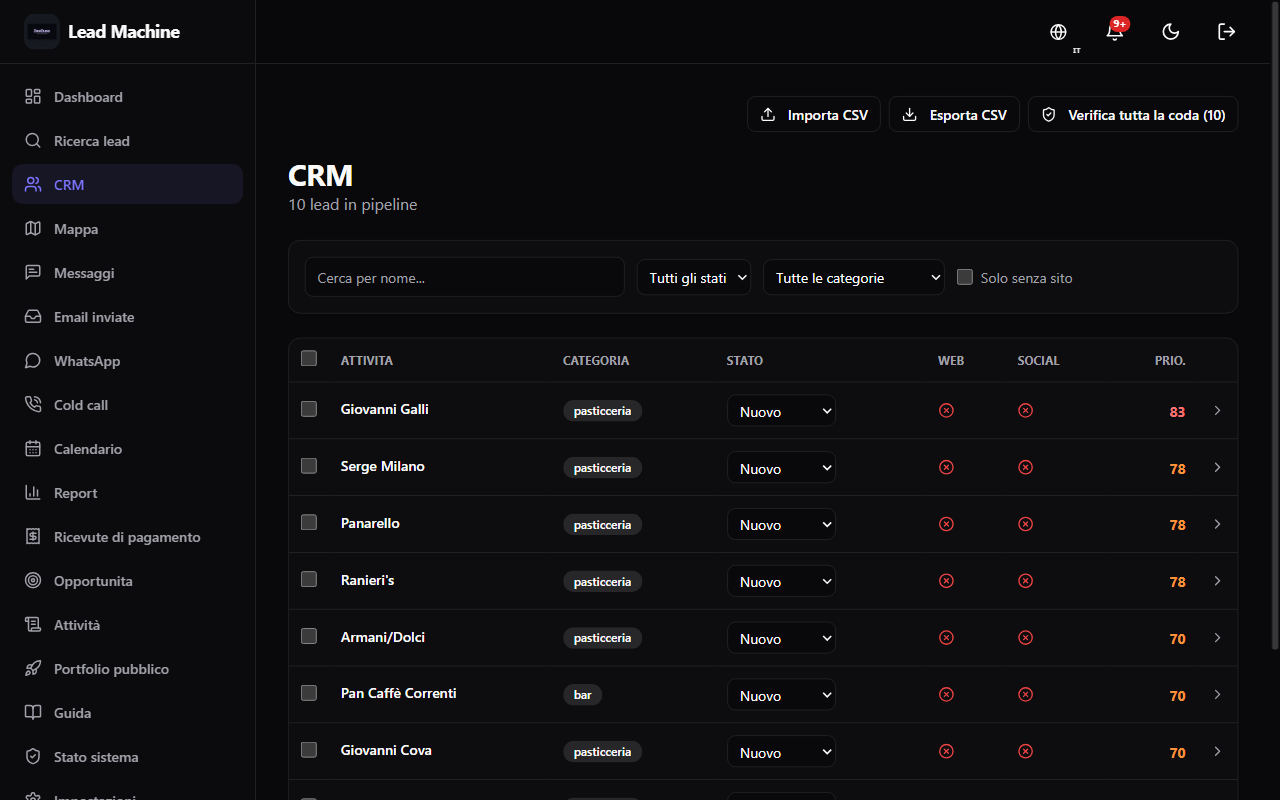 Lead Machine
9+
IT
Dashboard
Ricerca lead
CRM
Mappa
Messaggi
Email inviate
WhatsApp
Cold call
Calendario
Report
Ricevute di pagamento
Opportunita
Attività
Portfolio pubblico
Guida
Stato sistema
Impostazioni
Importa CSV
Esporta CSV
Verifica tutta la coda (10)
CRM
10 lead in pipeline
Cerca per nome...
Tutti gli stati
Tutte le categorie
Solo senza sito
ATTIVITA CATEGORIA STATO WEB SOCIAL PRIO.
Giovanni Galli pasticceria Nuovo 83
Serge Milano pasticceria Nuovo 78
Panarello pasticceria Nuovo 78
Ranieri's pasticceria Nuovo 78
Armani/Dolci pasticceria Nuovo 70
Pan Caffè Correnti bar Nuovo 70
Giovanni Cova pasticceria Nuovo 70